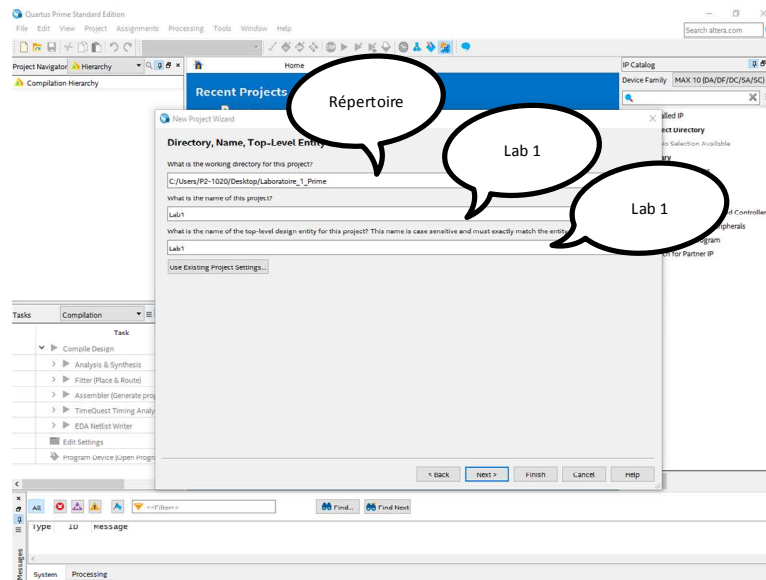 Quartus Prime Standard Edition
File Edit View Project Assignments Processing Tools Window Help
Search altera.com
Project Navigator Hierarchy
Home
IP Catalog
Compilation Hierarchy
Recent Projects
Device Family MAX 10 (DA/DF/DC/SA/SC)
Répertoire
New Project Wizard
Directory, Name, Top-Level Entity
Lab 1
What is the working directory for this project?
C:/Users/P2-1020/Desktop/Laboratoire_1_Prime
What is the name of this project?
Lab1
Lab 1
What is the name of the top-level design entity for this project? This name is case sensitive and must exactly match the entity
Lab1
Use Existing Project Settings...
Selection Available
Controller
for Partner IP
Tasks Compilation
Task
Compile Design
Analysis & Synthesis
Fitter (Place & Route)
Assembler (Generate prog
TimeQuest Timing Analy
EDA Netlist Writer
Edit Settings
Program Device (Open Progr
< Back Next > Finish Cancel Help
All <<Filter>> Find... Find Next
Type ID Message
Messages
System Processing